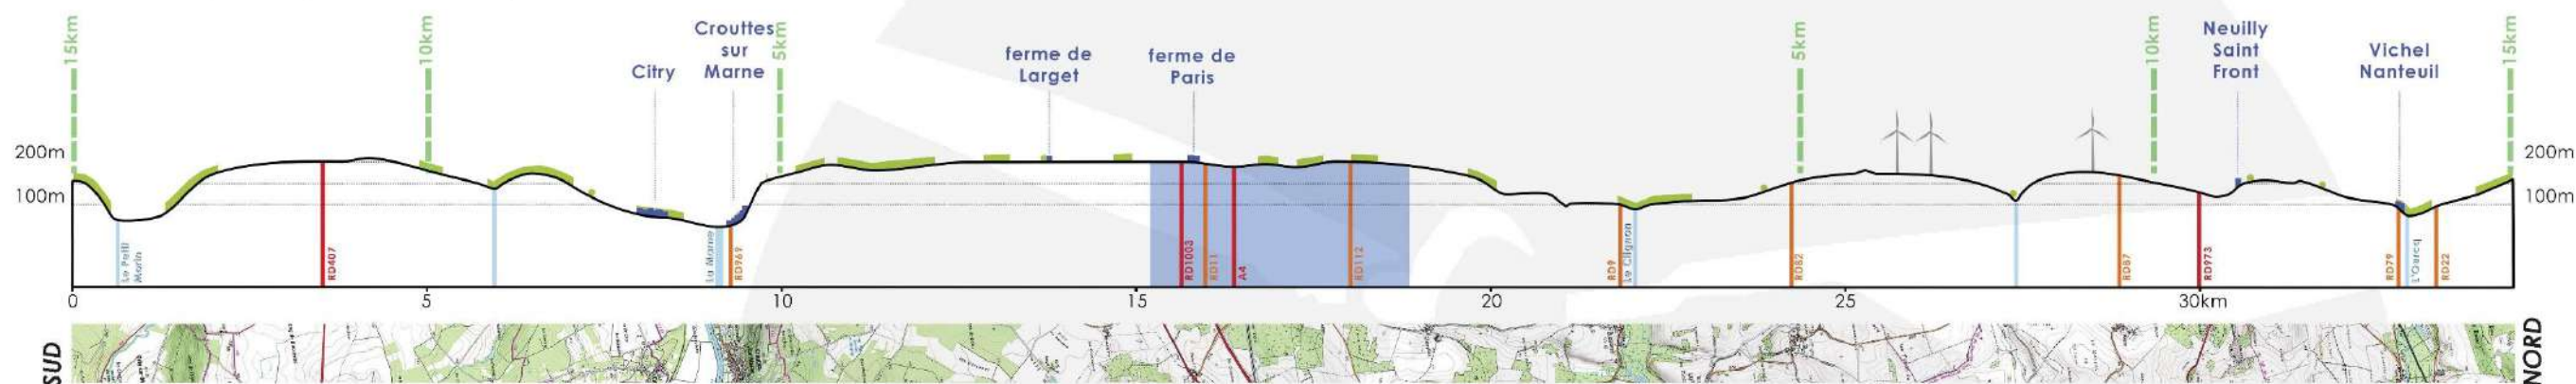 15km
10km
5km
5km
10km
15km
Crouttes
sur
Marne
Citry
ferme de
Larget
ferme de
Paris
Neuilly
Saint
Front
Vichel
Nanteuil
200m
100m
200m
100m
Le Petit
Morin
RD407
La Marne
RD969
RD1003
RD11
A4
RD112
RD9
Le Clignon
RD82
RD87
RD973
RD79
L'Ourcq
RD22
0
5
10
15
20
25
30km
SUD
NORD